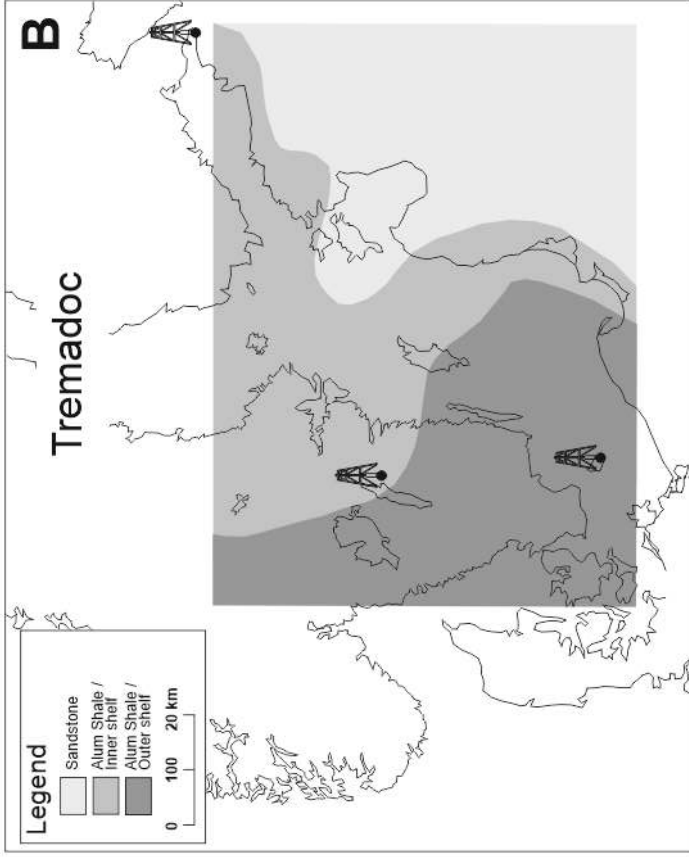 B
Tremadoc
Legend
Sandstone
Alum Shale /
Inner shelf
Alum Shale /
Outer shelf
0 100 20 km